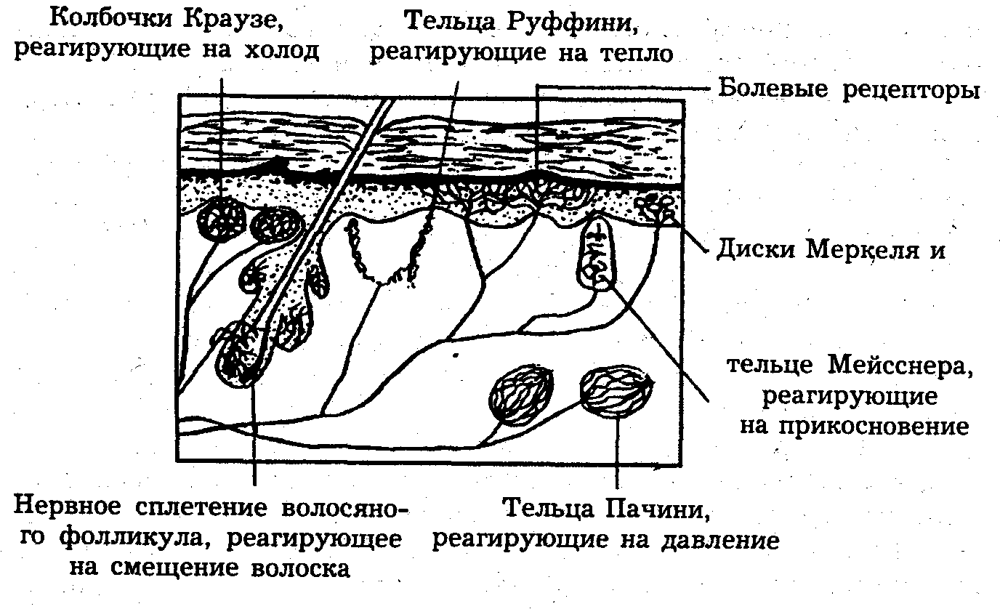 Колбочки Краузе,
реагирующие на холод
Тельца Руффини,
реагирующие на тепло
Болевые рецепторы
Диски Меркеля и
тельце Мейсснера,
реагирующие
на прикосновение
Нервное сплетение волосяно-
го фолликула, реагирующее
на смещение волоска
Тельца Пачини,
реагирующие на давление